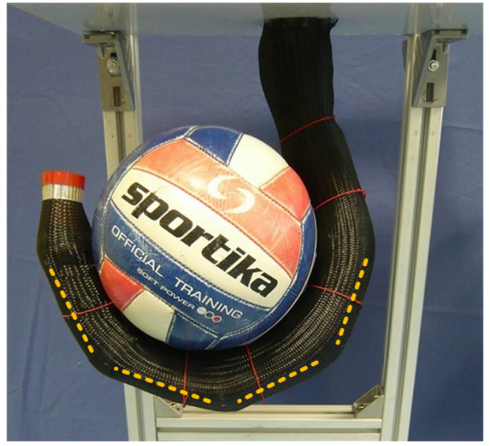 sportika
OFFICIAL TRAINING
SOFT POWER